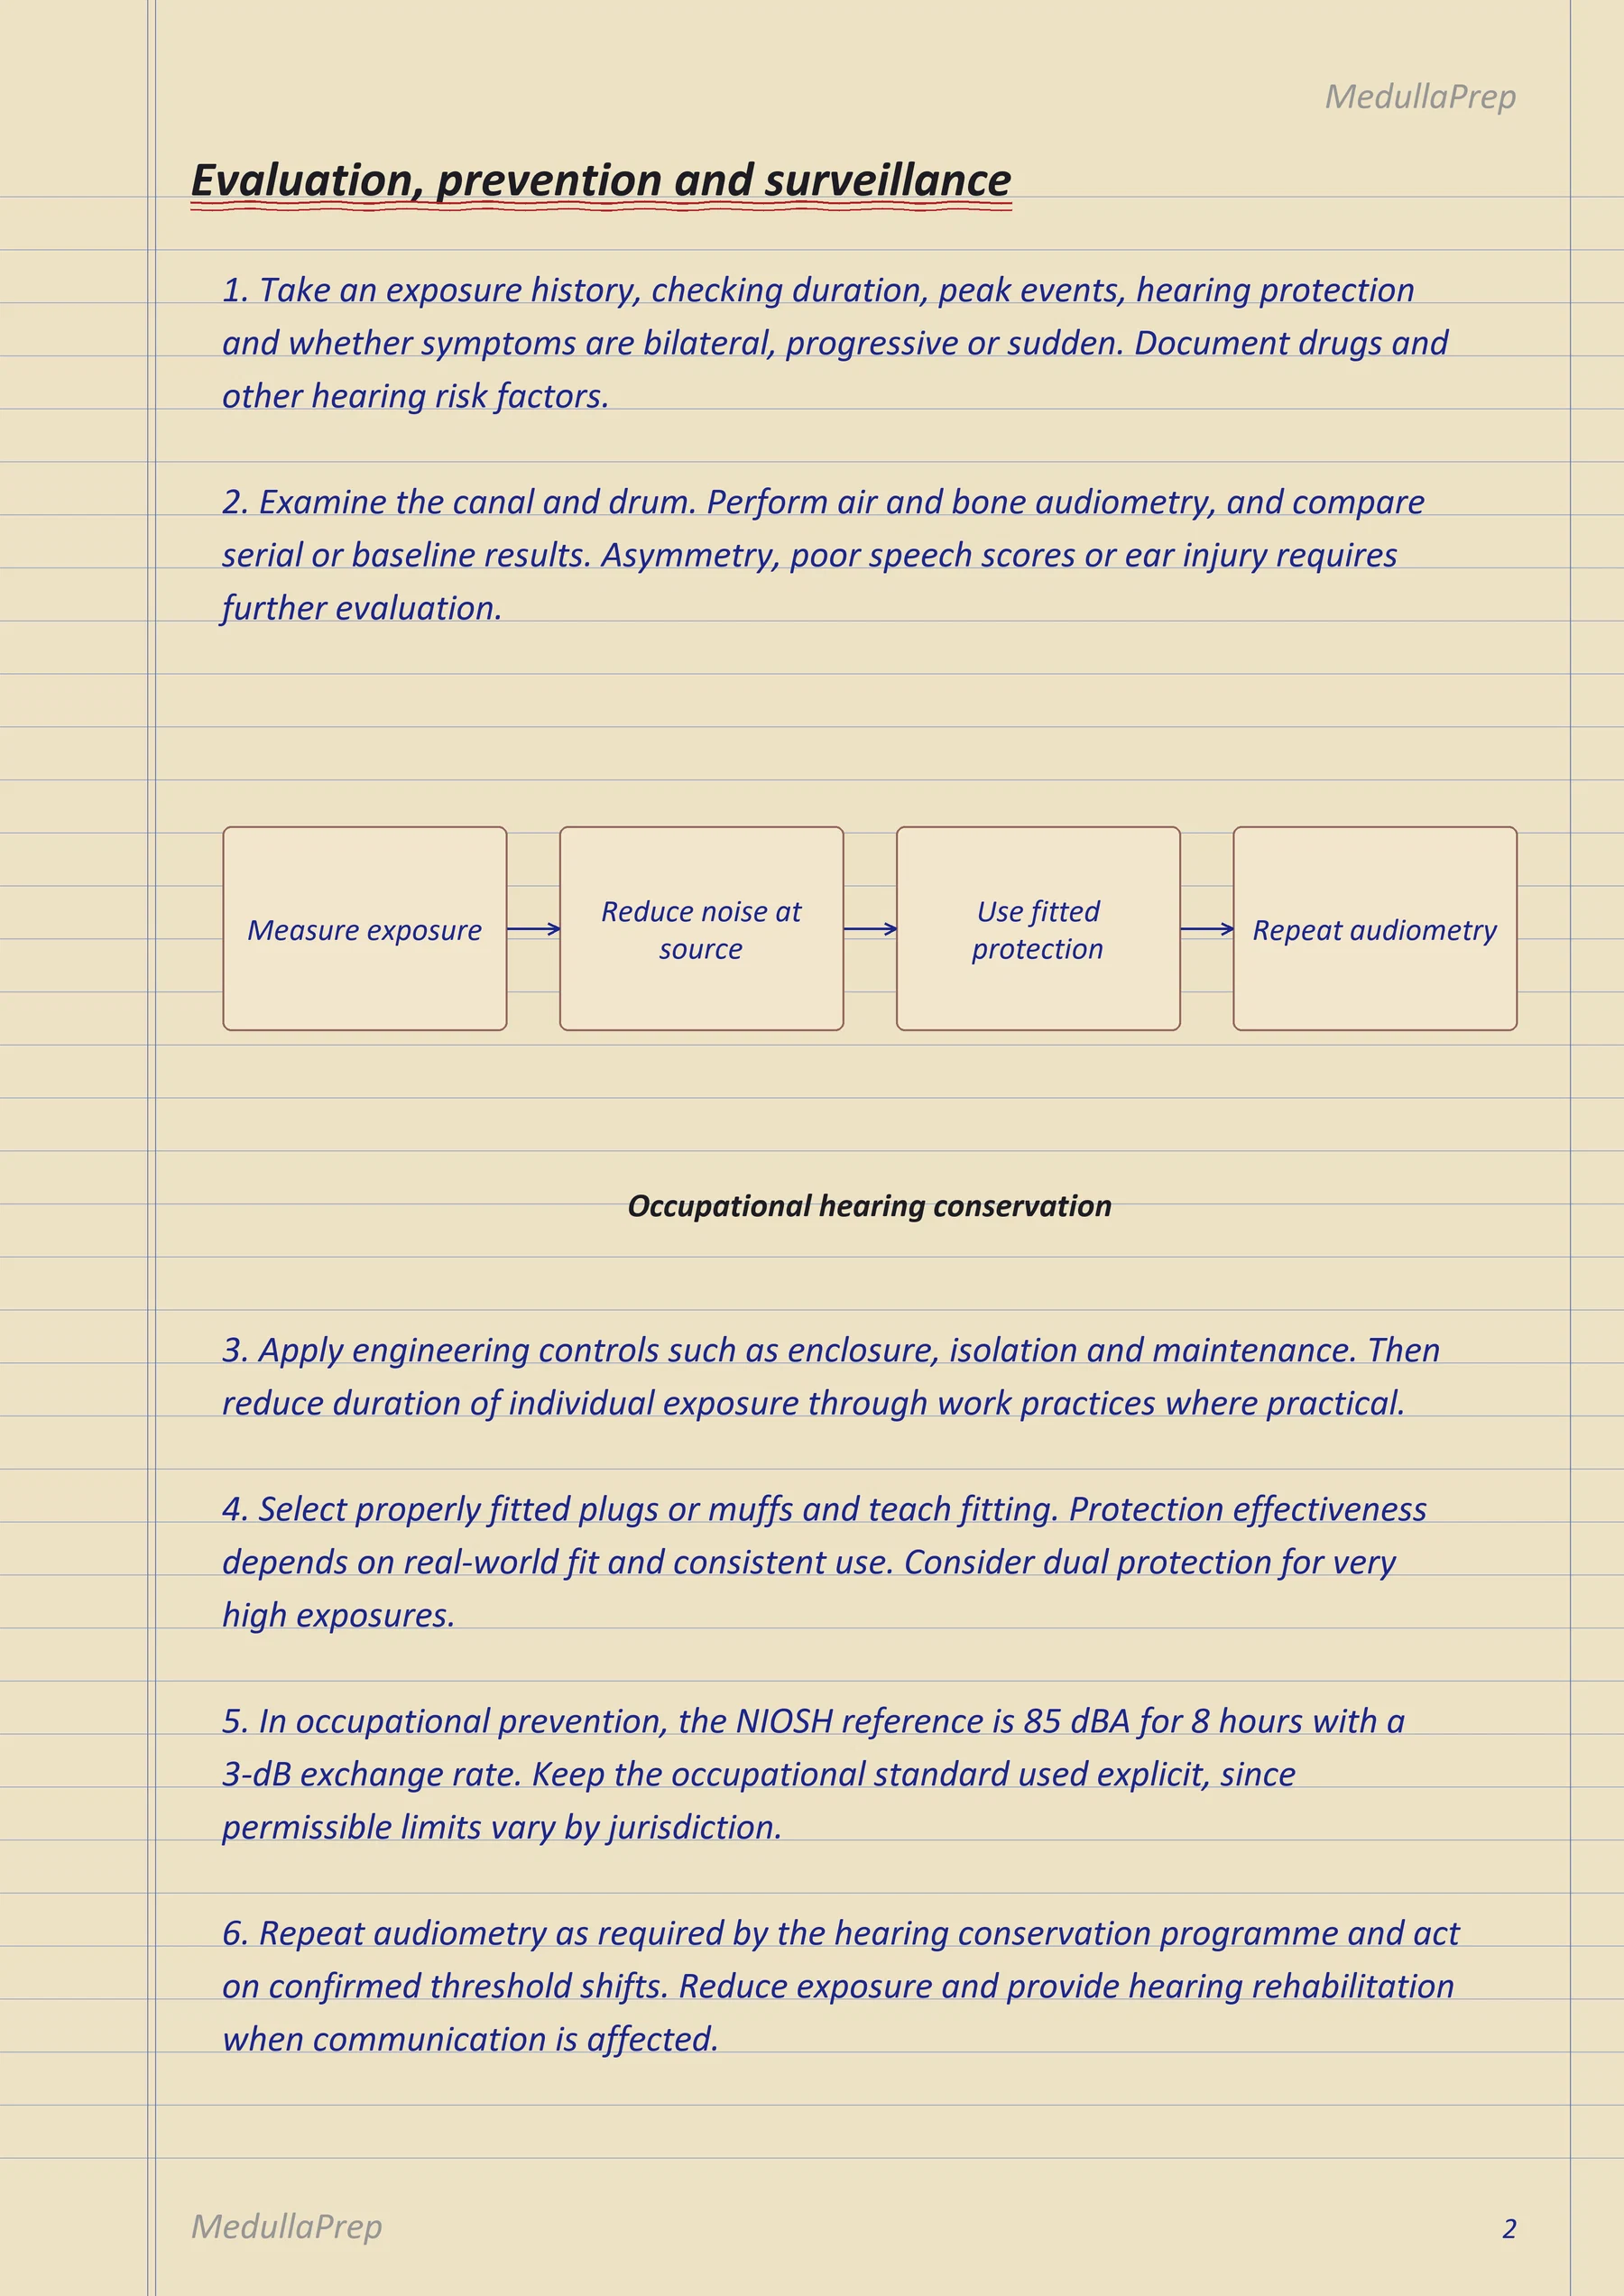 MedullaPrep
Evaluation, prevention and surveillance
1. Take an exposure history, checking duration, peak events, hearing protection
and whether symptoms are bilateral, progressive or sudden. Document drugs and
other hearing risk factors.
2. Examine the canal and drum. Perform air and bone audiometry, and compare
serial or baseline results. Asymmetry, poor speech scores or ear injury requires
further evaluation.
Measure exposure
Reduce noise at
source
Use fitted
protection
Repeat audiometry
Occupational hearing conservation
3. Apply engineering controls such as enclosure, isolation and maintenance. Then
reduce duration of individual exposure through work practices where practical.
4. Select properly fitted plugs or muffs and teach fitting. Protection effectiveness
depends on real-world fit and consistent use. Consider dual protection for very
high exposures.
5. In occupational prevention, the NIOSH reference is 85 dBA for 8 hours with a
3-dB exchange rate. Keep the occupational standard used explicit, since
permissible limits vary by jurisdiction.
6. Repeat audiometry as required by the hearing conservation programme and act
on confirmed threshold shifts. Reduce exposure and provide hearing rehabilitation
when communication is affected.
MedullaPrep
2